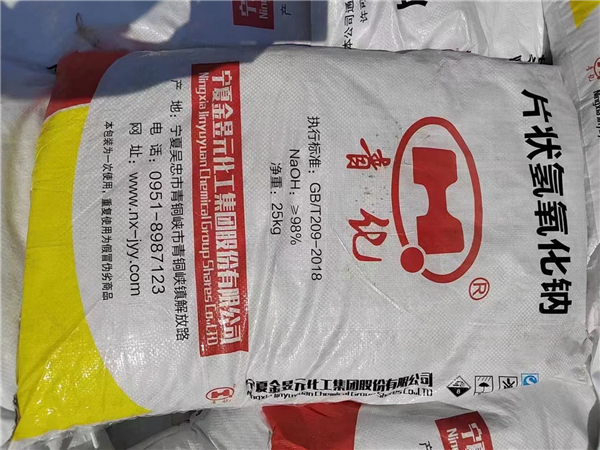 片状氢氧化钠
®
青化
执行标准：GB/T209-2018
NaOH：≥98%
净重：25kg
宁夏金昱元化工集团股份有限公司
Ningxia Jinyuyuan Chemical Group Shares Co.,LTD.
产 地：宁夏吴忠市青铜峡市青铜峡镇解放路
电 话：0951-8987123
网 址：www.nx-jyy.com
本包装为一次使用，重复使用为假冒伪劣商品
宁夏金昱元化工集团股份有限公司